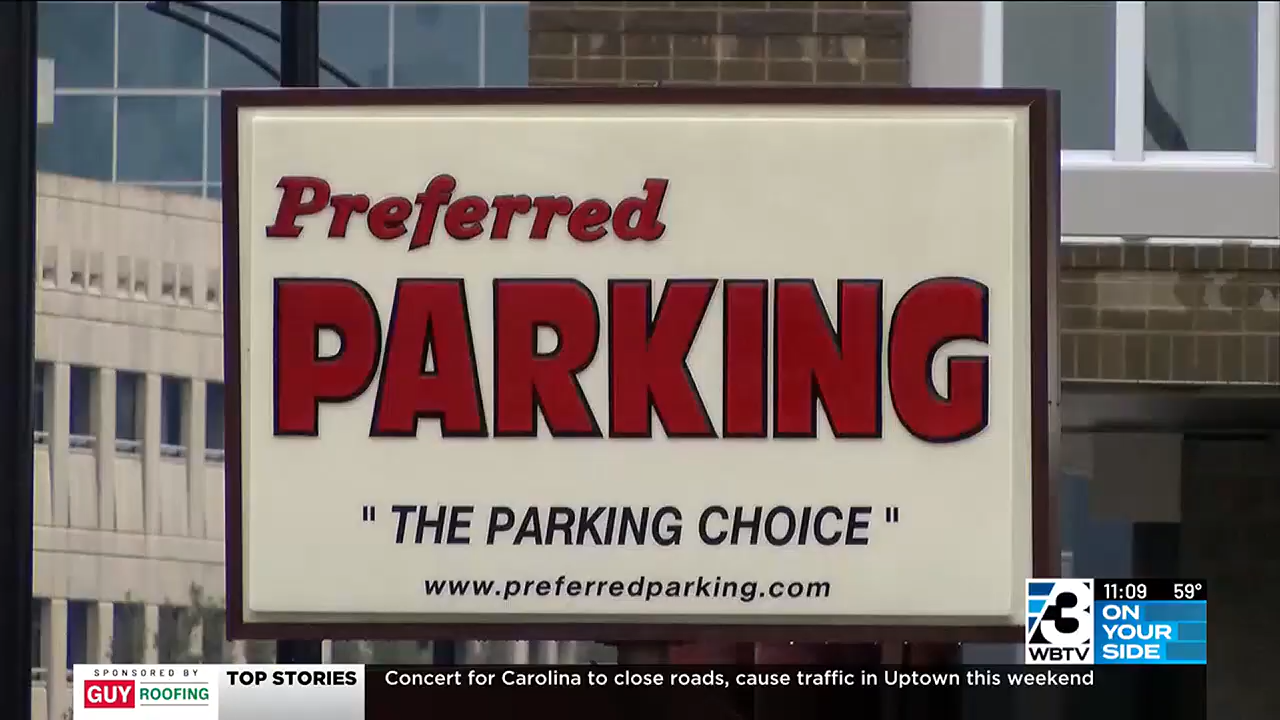 Preferred
PARKING
" THE PARKING CHOICE "
www.preferredparking.com
3
WBTV
11:09 59°
ON
YOUR
SIDE
SPONSORED BY
GUY ROOFING
TOP STORIES
Concert for Carolina to close roads, cause traffic in Uptown this weekend